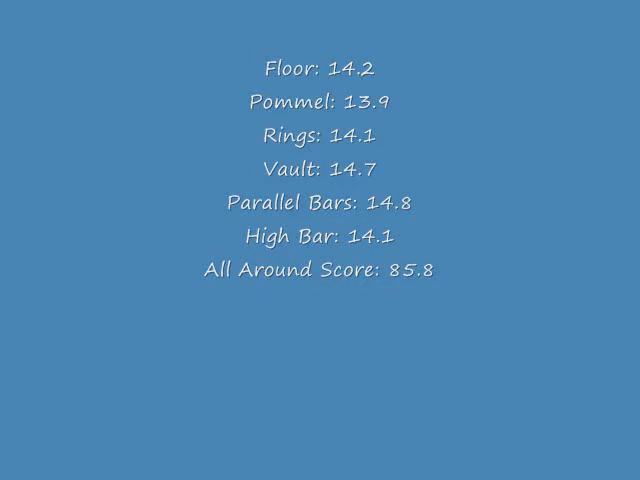 Floor: 14.2
Pommel: 13.9
Rings: 14.1
Vault: 14.7
Parallel Bars: 14.8
High Bar: 14.1
All Around Score: 85.8